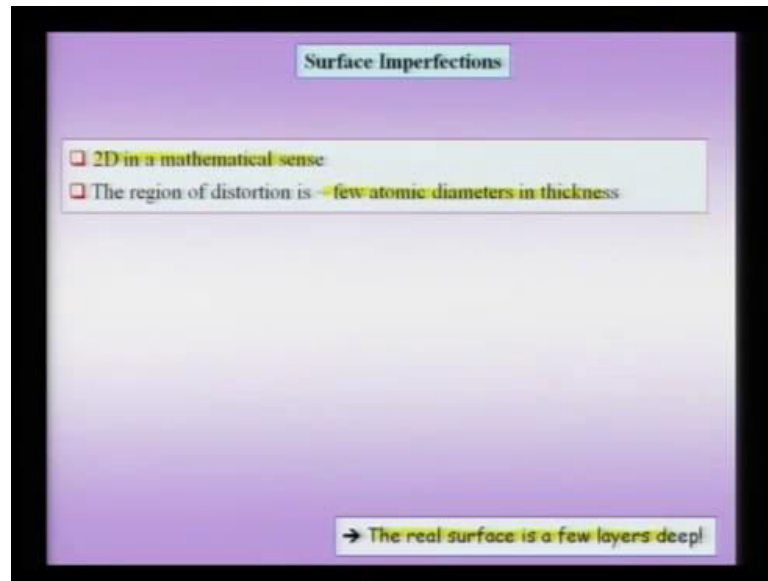 Surface Imperfections
2D in a mathematical sense
The region of distortion is ~ few atomic diameters in thickness
➔ The real surface is a few layers deep!